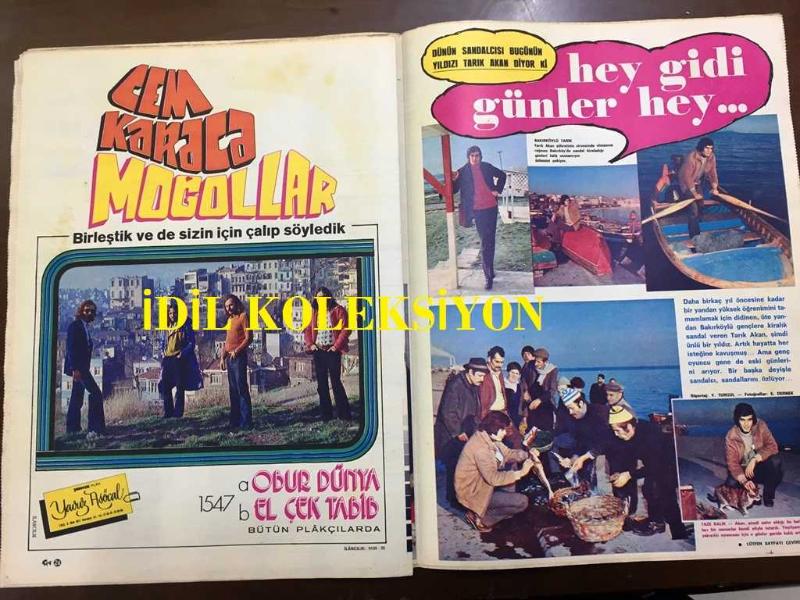 CEM
KARACA
MOĞOLLAR
Birleştik ve de sizin için çalıp söyledik
İDİL KOLEKSİYON
Yavuz Asöcal
1547
a OBUR DÜNYA
b EL ÇEK TABİB
BÜTÜN PLÂKÇILARDA
DÜNÜN SANDALCISI BUGÜNÜN
YILDIZI TARIK AKAN DİYOR Kİ
hey gidi
günler hey...
BAKIRKÖYLÜ TARIK
Daha birkaç yıl öncesine kadar
bir yandan yüksek öğrenimini ta-
mamlamak için didinen, öte yan-
dan Bakırköylü gençlere kiralık
sandal veren Tarık Akan, şimdi
ünlü bir yıldız. Artık hayatta her
isteğine kavuşmuş... Ama genç
oyuncu gene de eski günleri-
ni arıyor. Bir başka deyişle
sandalcı, sandallarını özlüyor...